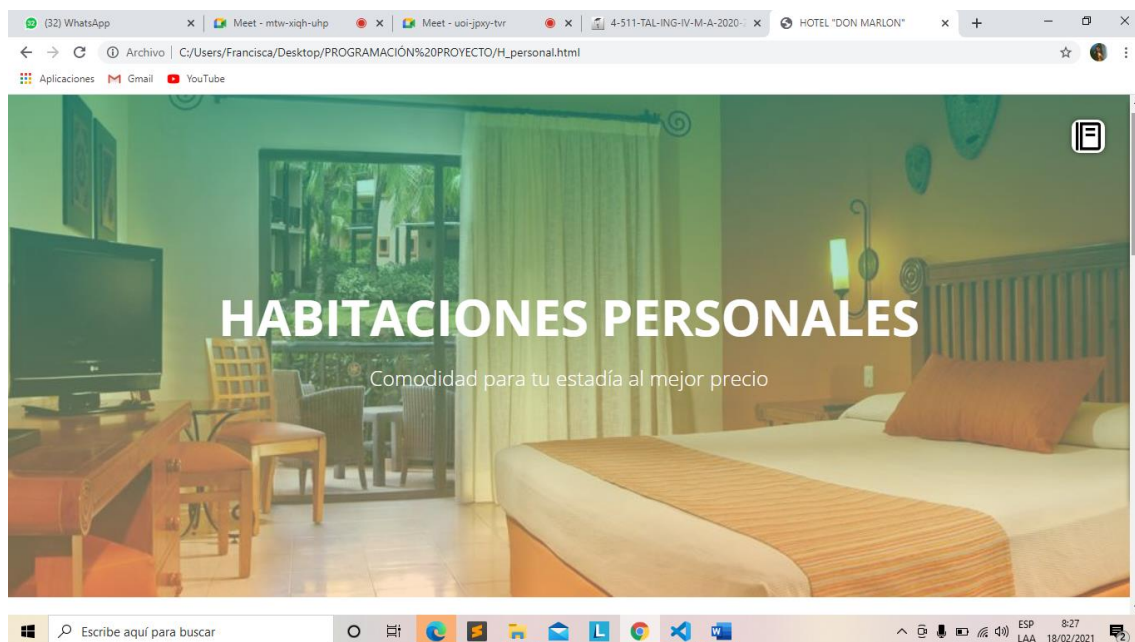 (32) WhatsApp
Meet - mtw-xiqh-uhp
Meet - uoi-jpxy-tvr
4-511-TAL-ING-IV-M-A-2020-
HOTEL "DON MARLON"
Archivo | C:/Users/Francisca/Desktop/PROGRAMACIÓN%20PROYECTO/H_personal.html
Aplicaciones
Gmail
YouTube
HABITACIONES PERSONALES
Comodidad para tu estadía al mejor precio
Escribe aquí para buscar
ESP
LAA
8:27
18/02/2021